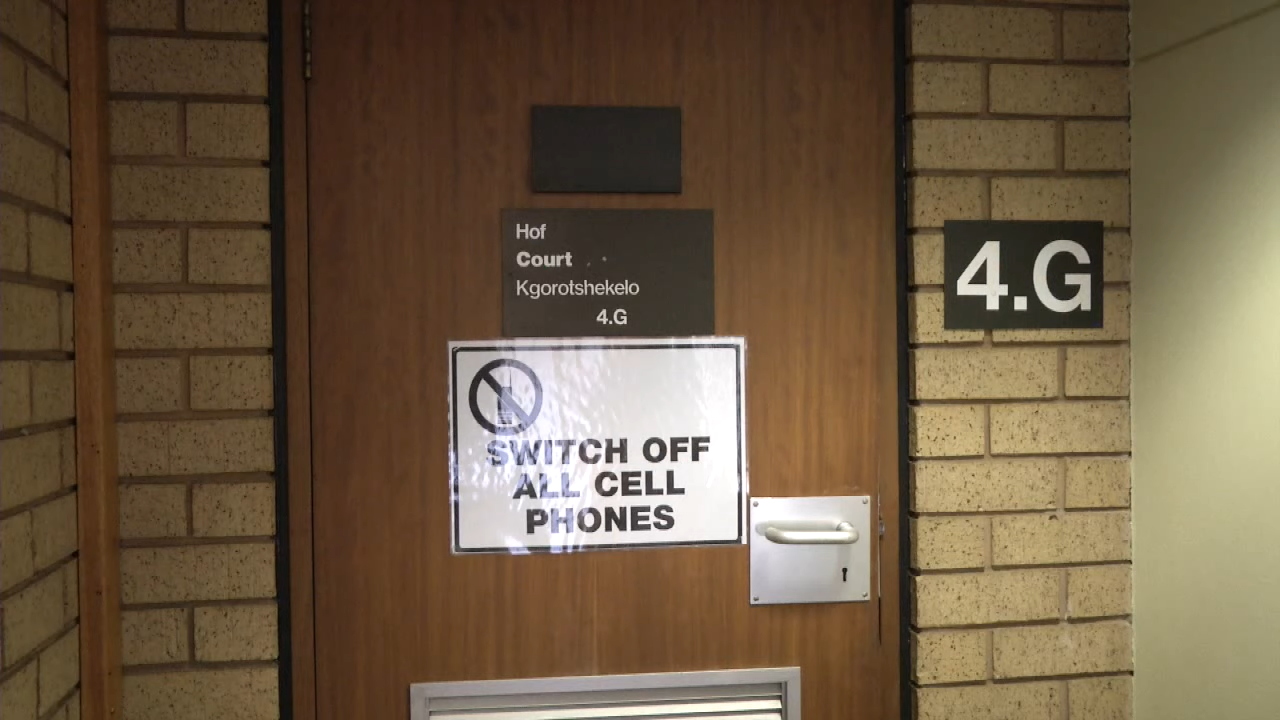 Hof
Court
Kgorotshekelo
4.G
4.G
SWITCH OFF
ALL CELL
PHONES